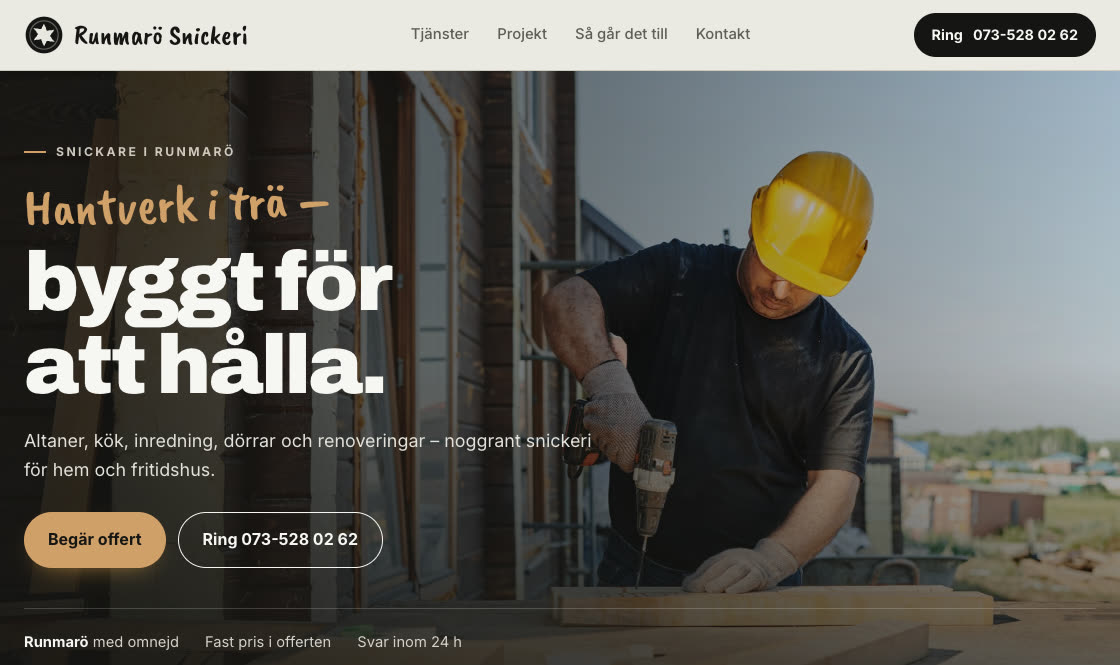 Runmarö Snickeri
Tjänster
Projekt
Så går det till
Kontakt
Ring 073-528 02 62
SNICKARE I RUNMARÖ
Hantverk i trä –
byggt för
att hålla.
Altaner, kök, inredning, dörrar och renoveringar – noggrant snickeri
för hem och fritidshus.
Begär offert
Ring 073-528 02 62
Runmarö med omnejd
Fast pris i offerten
Svar inom 24 h